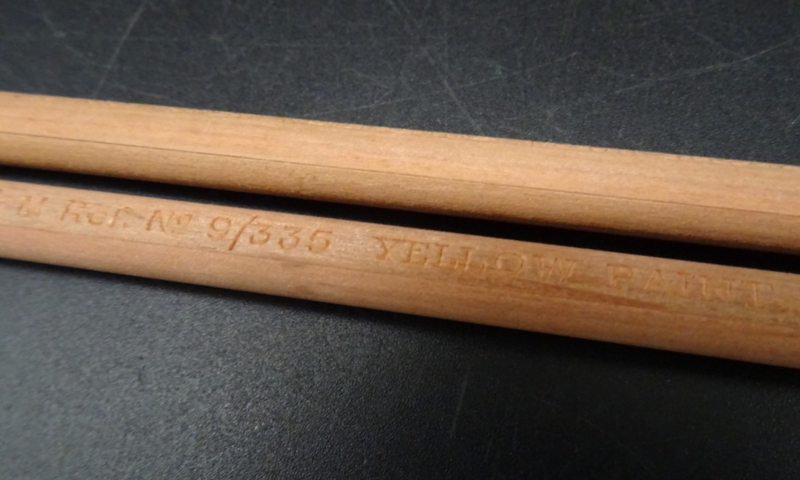 M Ref. No 9/335 YELLOW